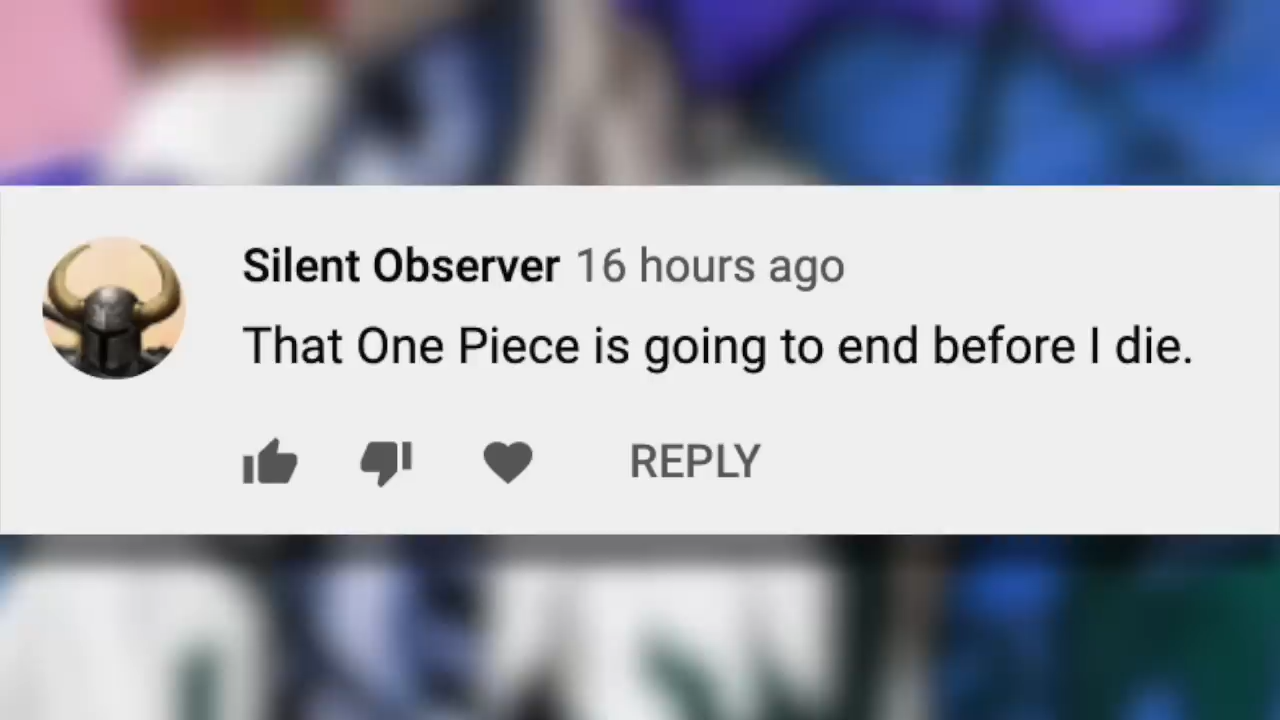 Silent Observer 16 hours ago
That One Piece is going to end before I die.
REPLY